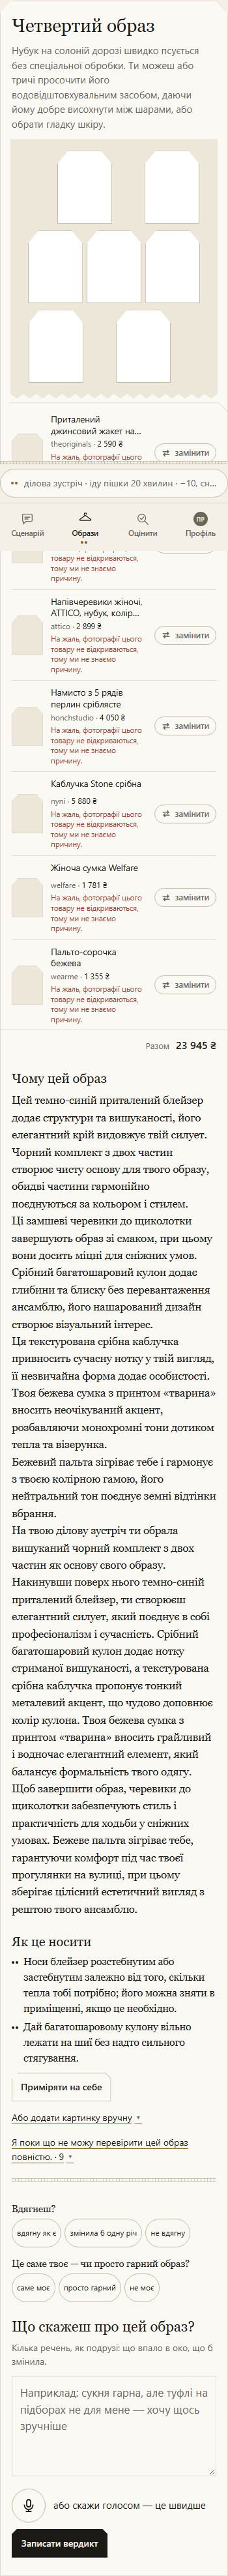 Четвертий образ
Нубук на солоній дорозі швидко псується
без спеціальної обробки. Ти можеш або
тричі просочити його
водовідштовхувальним засобом, даючи
йому добре висохнути між шарами, або
обрати гладку шкіру.
Приталений
джинсовий жакет на…
theoriginals · 2 590 ₴
На жаль, фотографії цього
замінити
ділова зустріч · іду пішки 20 хвилин · −10, сн…
Сценарій
Образи
Оцінити
ПР
Профіль
товару не відкриваються,
тому ми не знаємо
причину.
Напівчеревики жіночі,
ATTICO, нубук, колір…
attico · 2 899 ₴
На жаль, фотографії цього
товару не відкриваються,
тому ми не знаємо
причину.
замінити
Намисто з 5 рядів
перлин сріблясте
honchstudio · 4 050 ₴
На жаль, фотографії цього
товару не відкриваються,
тому ми не знаємо
причину.
замінити
Каблучка Stone срібна
nyni · 5 880 ₴
На жаль, фотографії цього
товару не відкриваються,
тому ми не знаємо
причину.
замінити
Жіноча сумка Welfare
welfare · 1 781 ₴
На жаль, фотографії цього
товару не відкриваються,
тому ми не знаємо
причину.
замінити
Пальто-сорочка
бежева
wearme · 1 355 ₴
На жаль, фотографії цього
товару не відкриваються,
тому ми не знаємо
причину.
замінити
Разом 23 945 ₴
Чому цей образ
Цей темно-синій приталений блейзер
додає структури та вишуканості, його
елегантний крій видовжує твій силует.
Чорний комплект з двох частин
створює чисту основу для твого образу,
обидві частини гармонійно
поєднуються за кольором і стилем.
Ці замшеві черевики до щиколотки
завершують образ зі смаком, при цьому
вони досить міцні для сніжних умов.
Срібний багатошаровий кулон додає
глибини та блиску без перевантаження
ансамблю, його нашарований дизайн
створює візуальний інтерес.
Ця текстурована срібна каблучка
привносить сучасну нотку у твій вигляд,
її незвичайна форма додає особистості.
Твоя бежева сумка з принтом «тварина»
вносить неочікуваний акцент,
розбавляючи монохромні тони дотиком
тепла та візерунка.
Бежевий пальта зігріває тебе і гармонує
з твоєю колірною гамою, його
нейтральний тон поєднує земні відтінки
вбрання.
На твою ділову зустріч ти обрала
вишуканий чорний комплект з двох
частин як основу свого образу.
Накинувши поверх нього темно-синій
приталений блейзер, ти створюєш
елегантний силует, який поєднує в собі
професіоналізм і сучасність. Срібний
багатошаровий кулон додає нотку
стриманої вишуканості, а текстурована
срібна каблучка пропонує тонкий
металевий акцент, що чудово доповнює
колір кулона. Твоя бежева сумка з
принтом «тварина» вносить грайливий
і водночас елегантний елемент, який
балансує формальність твого одягу.
Щоб завершити образ, черевики до
щиколотки забезпечують стиль і
практичність для ходьби у сніжних
умовах. Бежеве пальта зігріває тебе,
гарантуючи комфорт під час твоєї
прогулянки на вулиці, при цьому
зберігає цілісний естетичний вигляд з
рештою твого ансамблю.
Як це носити
Носи блейзер розстебнутим або
застебнутим залежно від того, скільки
тепла тобі потрібно; його можна зняти в
приміщенні, якщо це необхідно.
Дай багатошаровому кулону вільно
лежати на шиї без надто сильного
стягування.
Приміряти на себе
Або додати картинку вручну
Я поки що не можу перевірити цей образ
повністю. · 9
Вдягнеш?
вдягну як є
змінила б одну річ
не вдягну
Це саме твоє — чи просто гарний образ?
саме моє
просто гарний
не моє
Що скажеш про цей образ?
Кілька речень, як подрузі: що впало в око, що б
змінила.
Наприклад: сукня гарна, але туфлі на
підборах не для мене — хочу щось
зручніше
або скажи голосом — це швидше
Записати вердикт